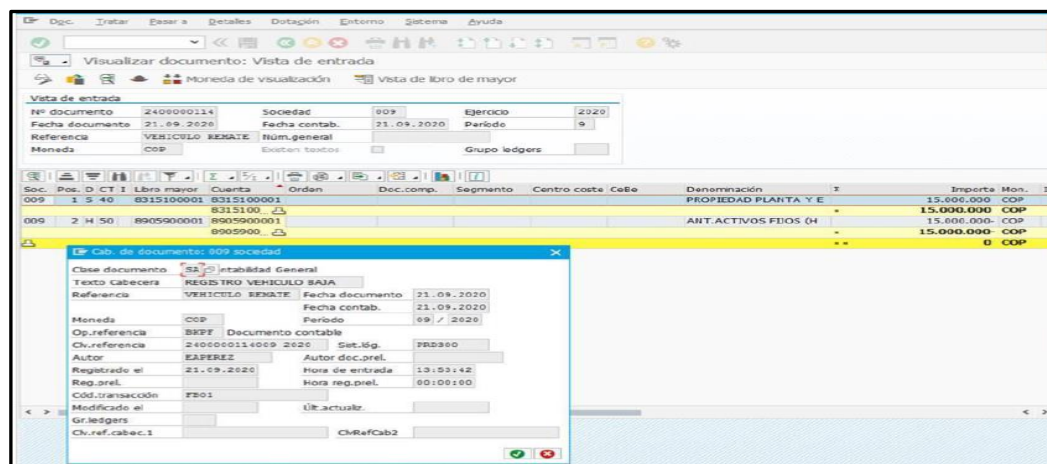 Doc. Tratar Pasar a Detalles Dotación Entorno Sistema Ayuda
Visualizar documento: Vista de entrada
Moneda de visualización Vista de libro de mayor
Vista de entrada
Nº documento 2400000114 Sociedad 009 Ejercicio 2020
Fecha documento 21.09.2020 Fecha contab. 21.09.2020 Período 9
Referencia VEHICULO REMATE Núm.general
Moneda COP Existen textos Grupo ledgers
Soc. Pos. D CT I Libro mayor Cuenta Orden Doc.comp. Segmento Centro coste CeBe Denominación Σ Importe Mon.
009 1 S 40 8315100001 8315100001 PROPIEDAD PLANTA Y E 15.000.000 COP
8315100... 15.000.000 COP
009 2 H 50 8905900001 8905900001 ANT.ACTIVOS FIJOS (H 15.000.000- COP
8905900... 15.000.000- COP
0 COP
Cab. de documento: 009 sociedad
Clase documento SA ntabilidad General
Texto Cabecera REGISTRO VEHICULO BAJA
Referencia VEHICULO REMATE Fecha documento 21.09.2020
Fecha contab. 21.09.2020
Moneda COP Período 09 / 2020
Op.referencia BKPF Documento contable
Clv.referencia 2400000114009 2020 Sist.lóg. PRD300
Autor EAPEREZ Autor doc.prel.
Registrado el 21.09.2020 Hora de entrada 13:53:42
Reg.prel. Hora reg.prel. 00:00:00
Cód.transacción FB01
Modificado el Últ.actualiz.
Gr.ledgers
Clv.ref.cabec.1 ClvRefCab2